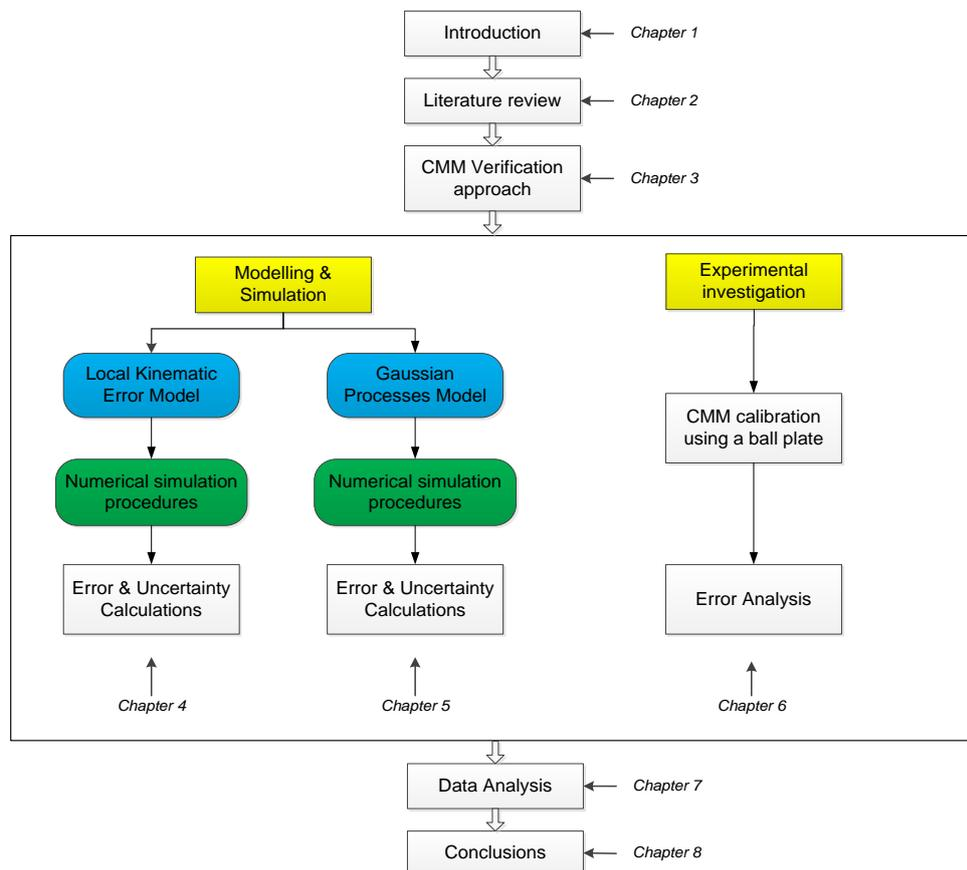 Introduction
Chapter 1
Literature review
Chapter 2
CMM Verification
approach
Chapter 3
Modelling &
Simulation
Experimental
investigation
Local Kinematic
Error Model
Gaussian
Processes Model
CMM calibration
using a ball plate
Numerical simulation
procedures
Numerical simulation
procedures
Error & Uncertainty
Calculations
Error & Uncertainty
Calculations
Error Analysis
Chapter 4
Chapter 5
Chapter 6
Data Analysis
Chapter 7
Conclusions
Chapter 8